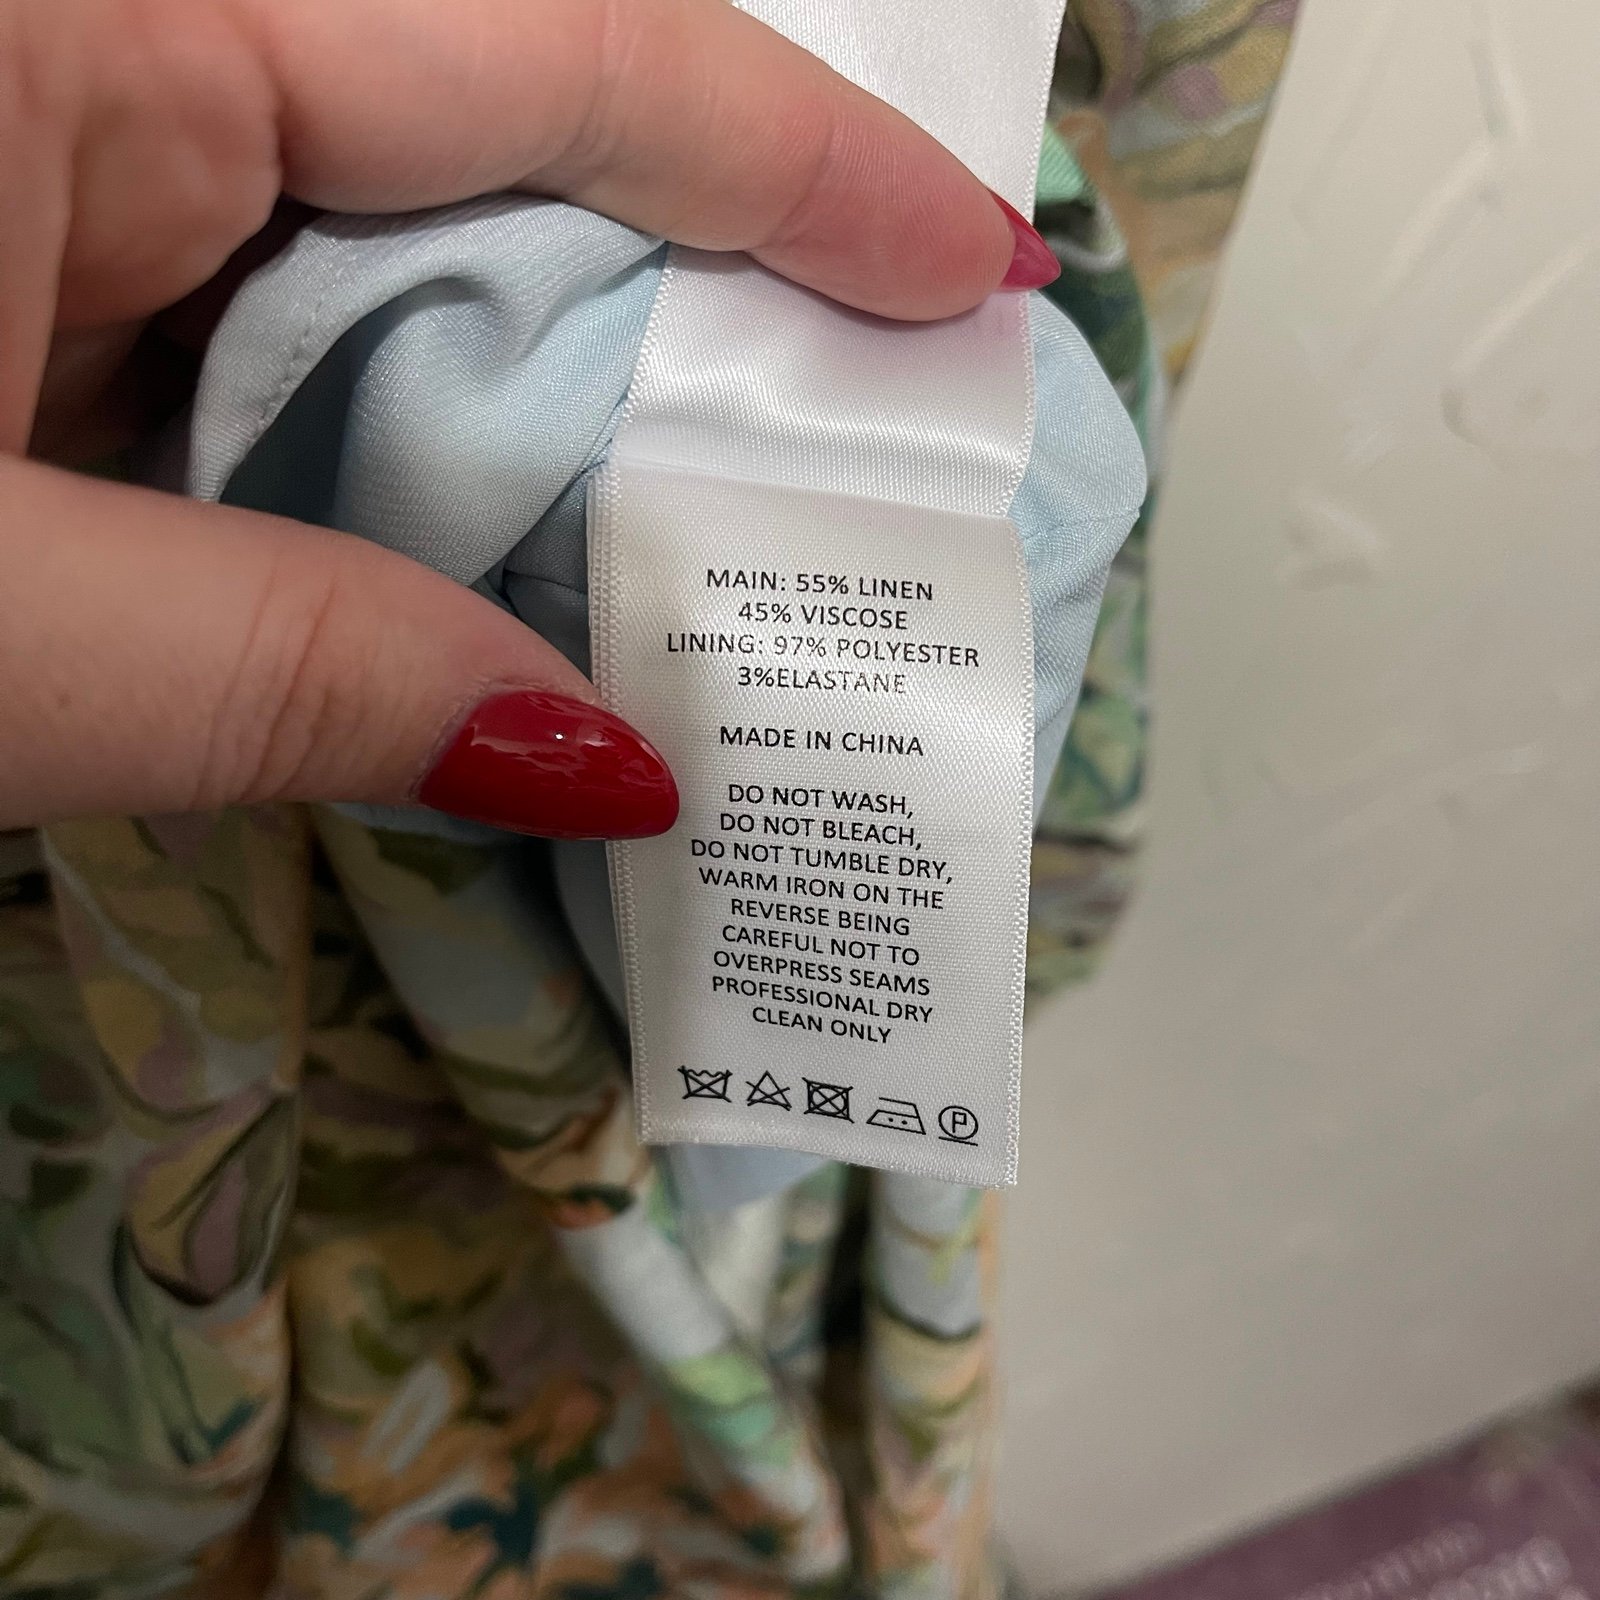 MAIN: 55% LINEN
45% VISCOSE
LINING: 97% POLYESTER
3%ELASTANE
MADE IN CHINA
DO NOT WASH,
DO NOT BLEACH,
DO NOT TUMBLE DRY,
WARM IRON ON THE
REVERSE BEING
CAREFUL NOT TO
OVERPRESS SEAMS
PROFESSIONAL DRY
CLEAN ONLY
P